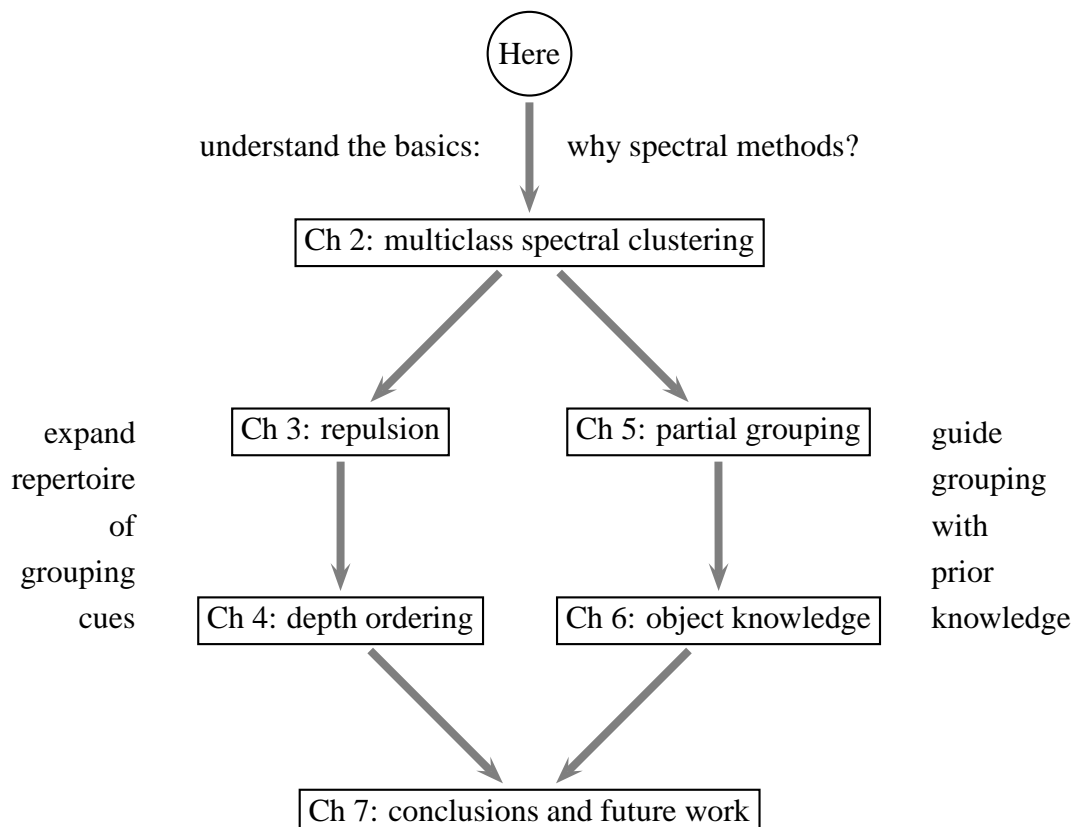 Here
understand the basics: why spectral methods?
Ch 2: multiclass spectral clustering
expand
repertoire
of
grouping
cues
Ch 3: repulsion
Ch 4: depth ordering
Ch 5: partial grouping
Ch 6: object knowledge
guide
grouping
with
prior
knowledge
Ch 7: conclusions and future work